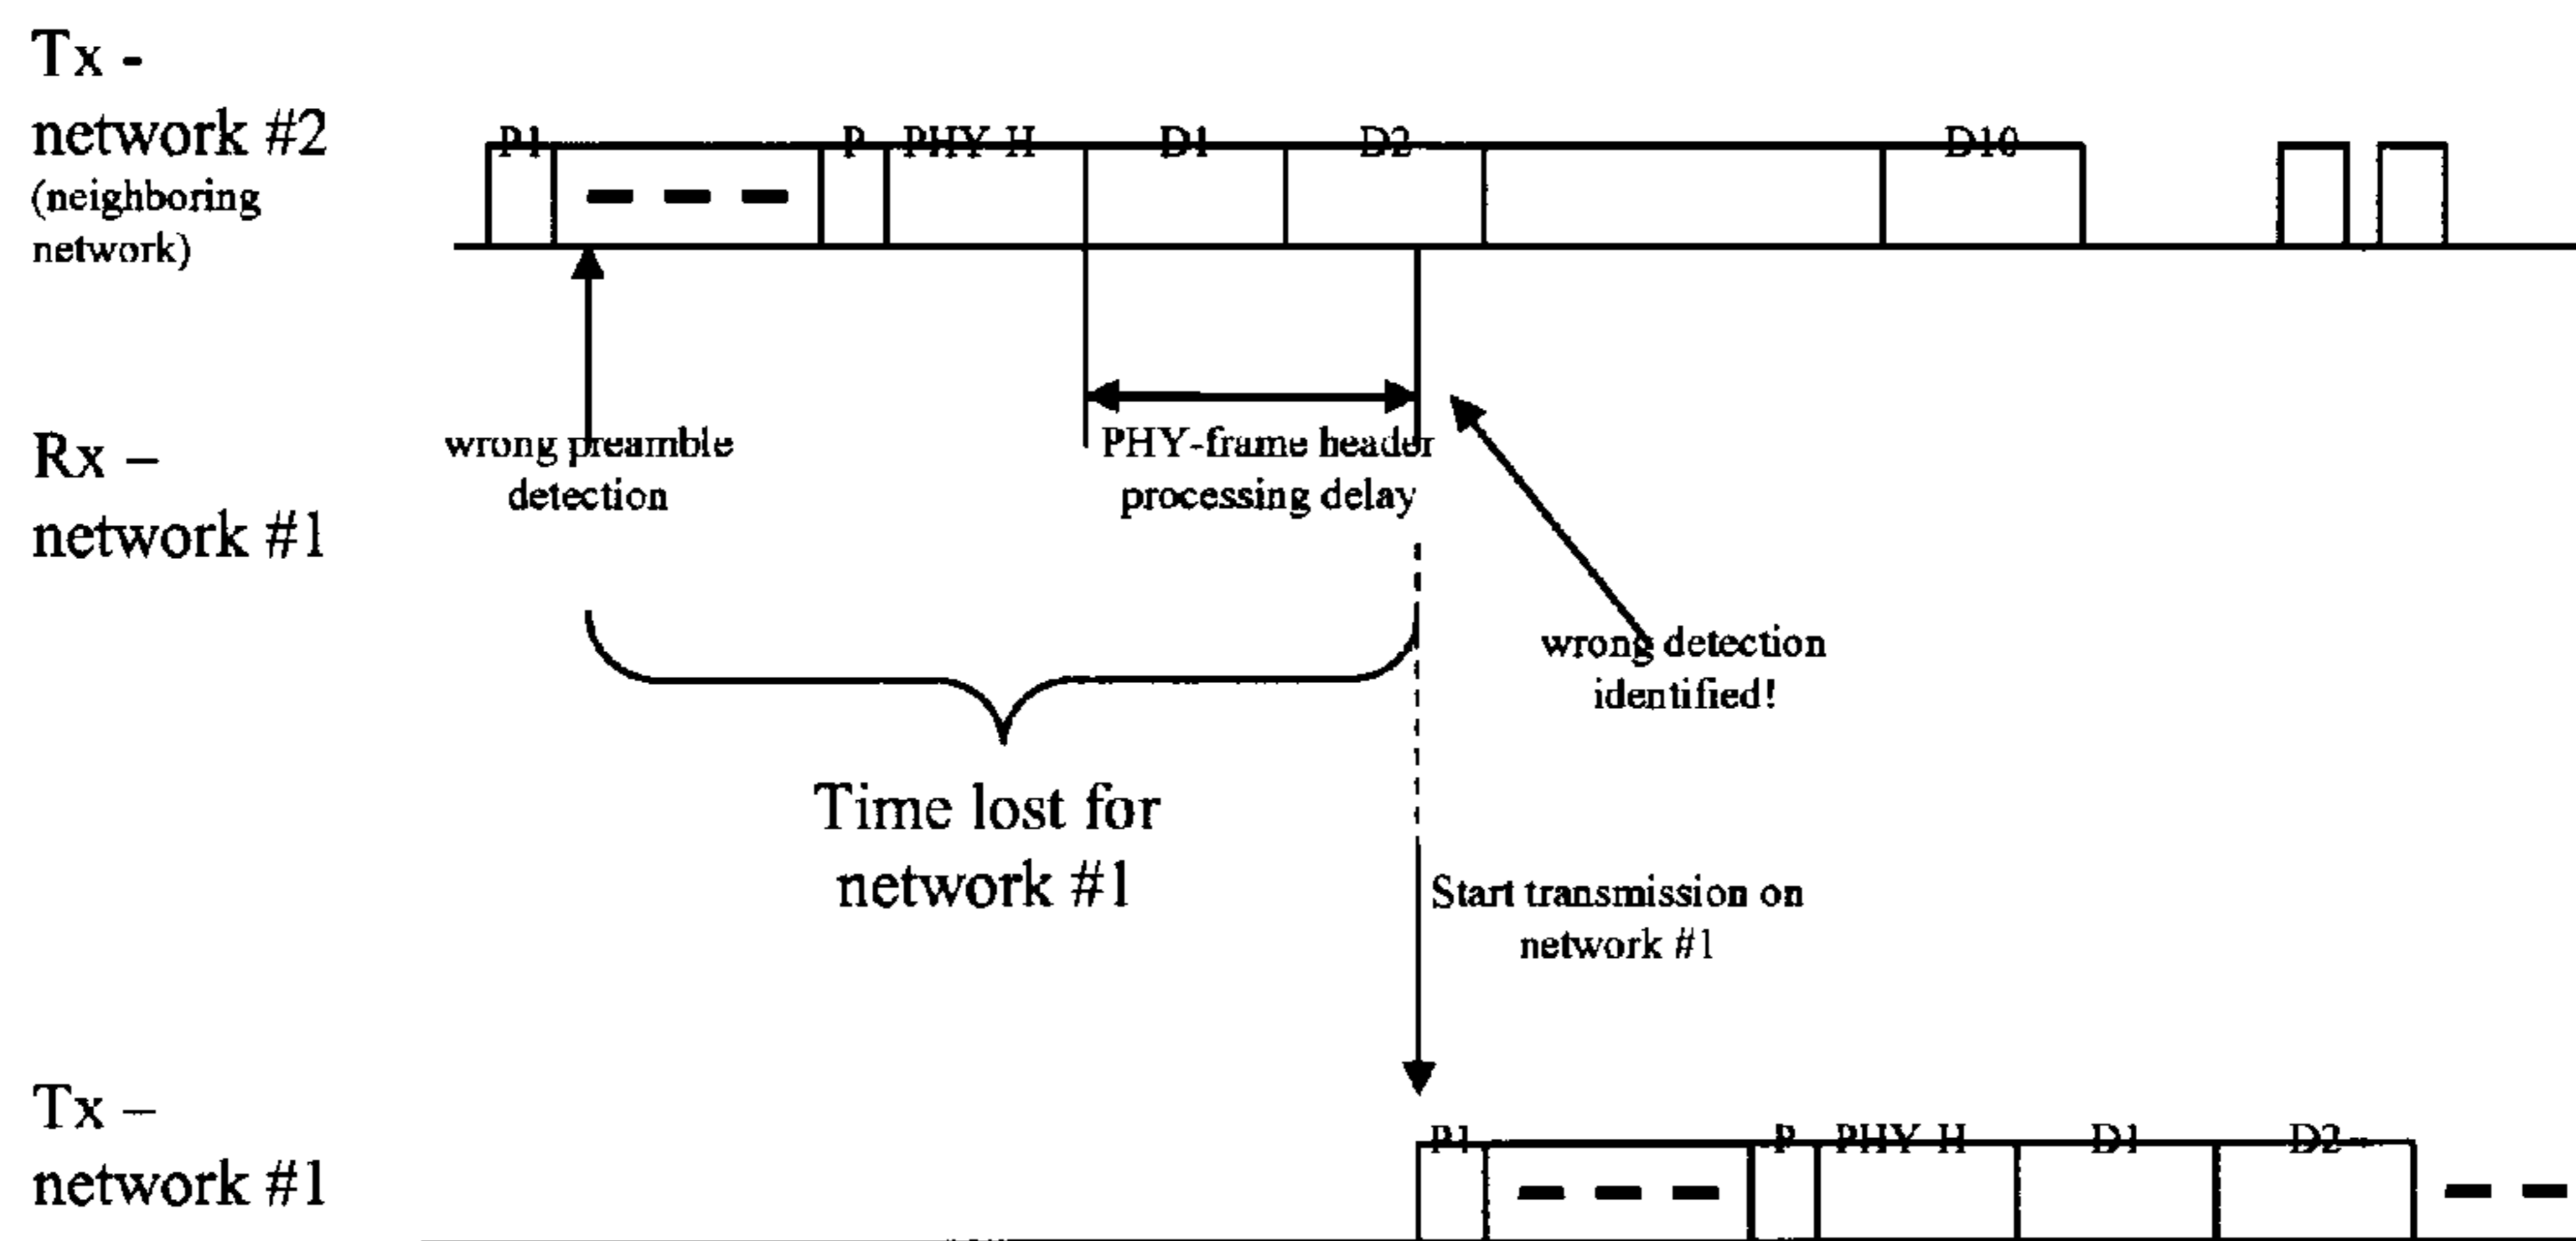 Tx -
network #2
(neighboring
network)
P1
P
PHY-H
D1
D2
D10
Rx –
network #1
wrong preamble
detection
PHY-frame header
processing delay
wrong detection
identified!
Time lost for
network #1
Start transmission on
network #1
Tx –
network #1
P1
P
PHY-H
D1
D2